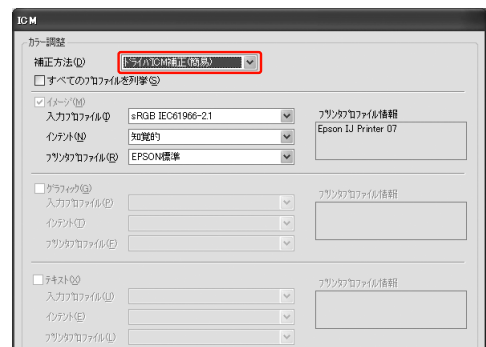 ICM
カラー調整
補正方法(D) ドライバICM補正(簡易)
すべてのプロファイルを列挙(S)
イメージ(M)
入力プロファイル(I) sRGB IEC61966-2.1 プリンタプロファイル情報
インテント(N) 知覚的 Epson IJ Printer 07
プリンタプロファイル(R) EPSON標準
グラフィック(G)
入力プロファイル(P) プリンタプロファイル情報
インテント(T)
プリンタプロファイル(F)
テキスト(X)
入力プロファイル(U) プリンタプロファイル情報
インテント(E)
プリンタプロファイル(L)